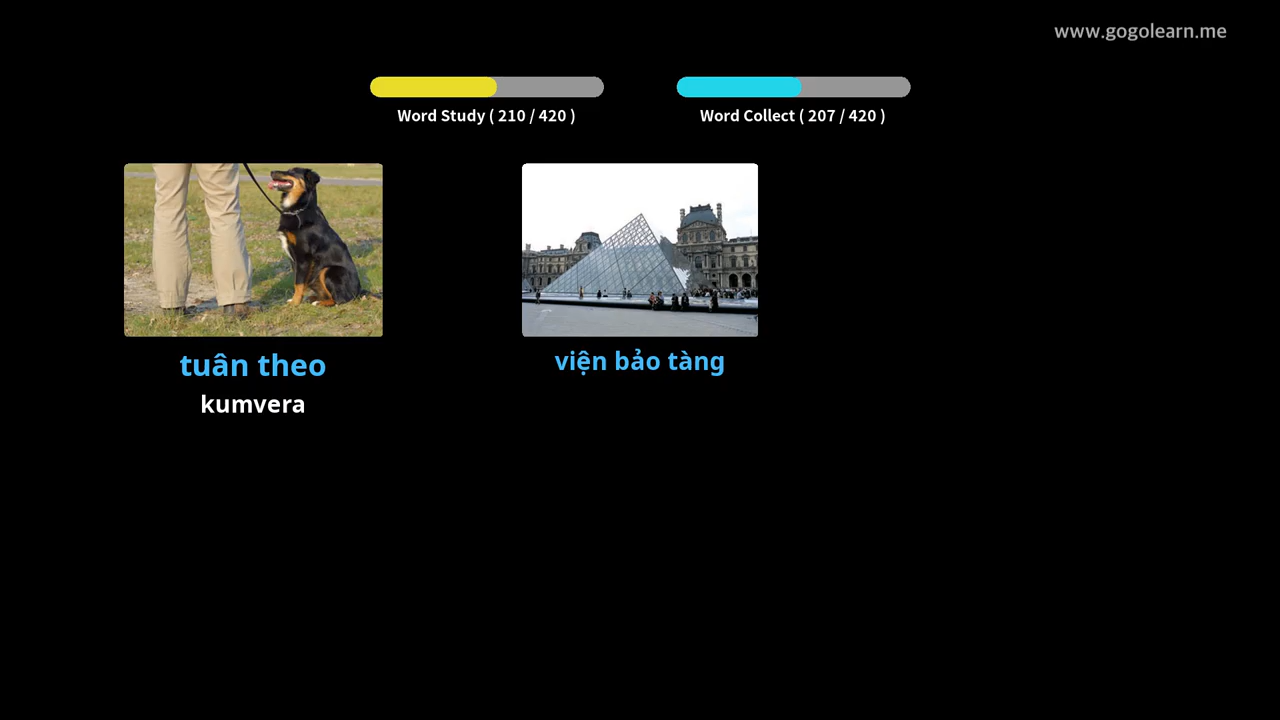 www.gogolearn.me
Word Study ( 210 / 420 )
Word Collect ( 207 / 420 )
tuân theo
kumvera
viện bảo tàng